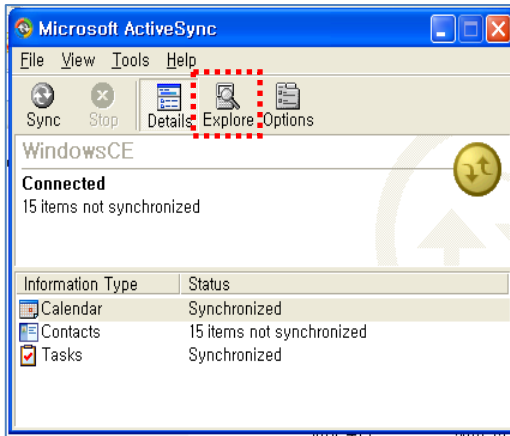 Microsoft ActiveSync
File View Tools Help
Sync Stop Details Explore Options
WindowsCE
Connected
15 items not synchronized
Information Type Status
Calendar Synchronized
Contacts 15 items not synchronized
Tasks Synchronized